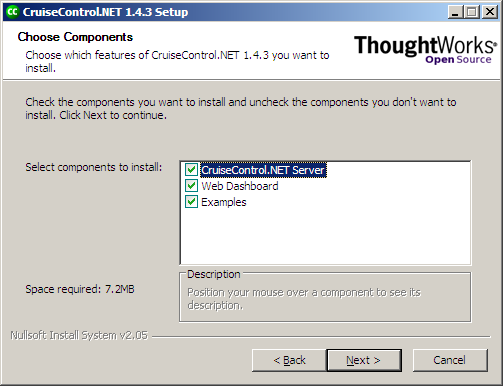 CruiseControl.NET 1.4.3 Setup
Choose Components
Choose which features of CruiseControl.NET 1.4.3 you want to
install.
ThoughtWorks
Open Source
Check the components you want to install and uncheck the components you don't want to
install. Click Next to continue.
Select components to install:
CruiseControl.NET Server
Web Dashboard
Examples
Space required: 7.2MB
Description
Position your mouse over a component to see its
description.
Nullsoft Install System v2.05
< Back
Next >
Cancel